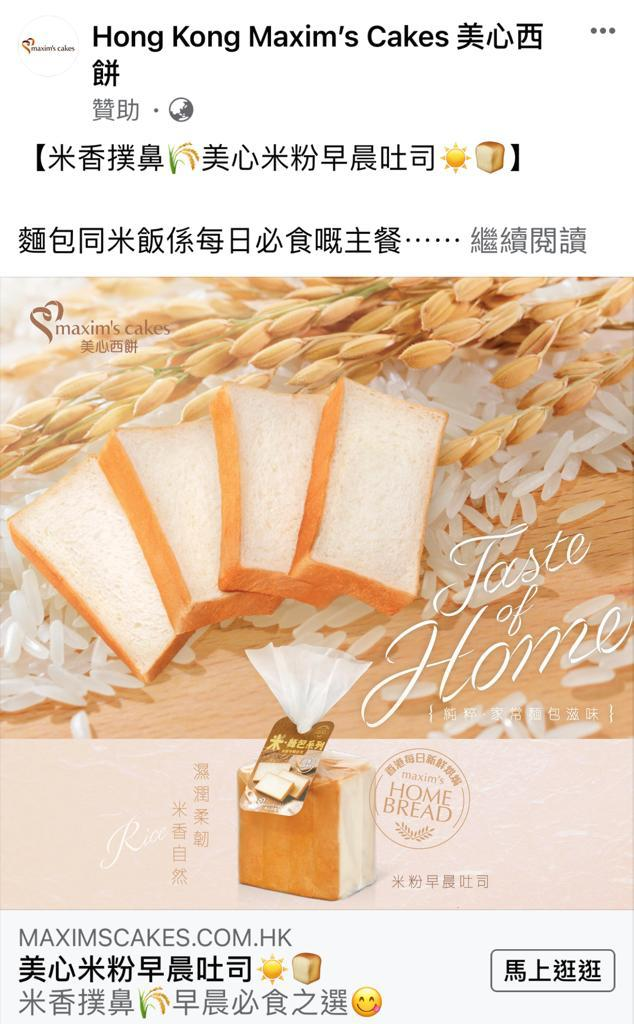 maxim's cakes
Hong Kong Maxim's Cakes 美心西
餅
贊助 ·
【米香撲鼻🌾美心米粉早晨吐司☀️🍞】
麵包同米飯係每日必食嘅主餐⋯⋯ 繼續閱讀
maxim's cakes
美心西餅
Taste
of
Home
{ 純粹·家常麵包滋味 }
米·麵包系列
濕潤柔韌
米香自然
Rice
香港每日新鮮烘焙
maxim's
HOME
BREAD
米粉早晨吐司
MAXIMSCAKES.COM.HK
美心米粉早晨吐司☀️🍞
米香撲鼻🌾早晨必食之選😋
馬上逛逛